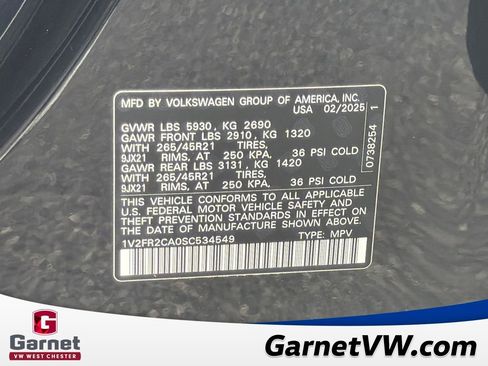 MFD BY VOLKSWAGEN GROUP OF AMERICA, INC.
02/2025
GVWR LBS 5930, KG 2690
GAWR FRONT LBS 2910, KG 1320
WITH 265/45R21 TIRES,
9JX21 RIMS, AT 250 KPA, 36 PSI COLD
GAWR REAR LBS 3131, KG 1420
WITH 265/45R21 TIRES,
9JX21 RIMS, AT 250 KPA, 36 PSI COLD
THIS VEHICLE CONFORMS TO ALL APPLICABLE
U.S. FEDERAL MOTOR VEHICLE SAFETY AND
THEFT PREVENTION STANDARDS IN EFFECT ON
THE DATE OF MANUFACTURE SHOWN ABOVE.
1V2FR2CA0SC534549 TYPE: MPV
0738254 1
G
Garnet
VW WEST CHESTER
GarnetVW.com